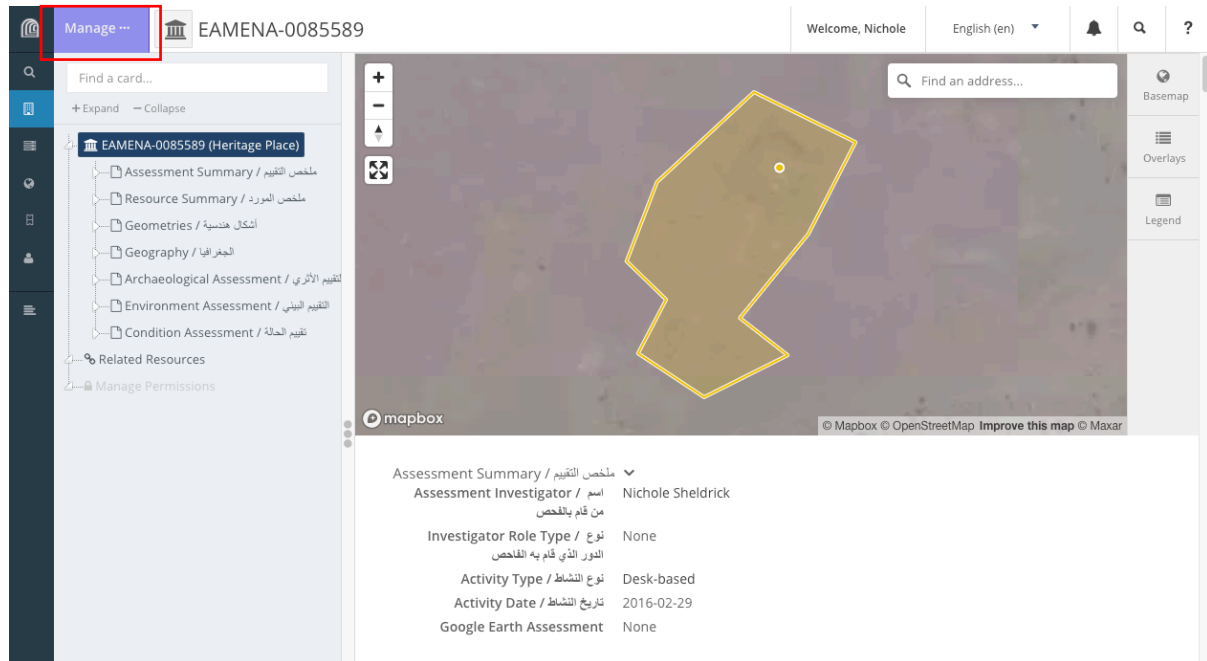 Manage ...
EAMENA-0085589
Welcome, Nichole
English (en)
?
Find a card...
+ Expand − Collapse
EAMENA-0085589 (Heritage Place)
Assessment Summary / ملخص التقييم
Resource Summary / ملخص المورد
Geometries / أشكال هندسية
Geography / الجغرافيا
Archaeological Assessment / التقييم الأثري
Environment Assessment / التقييم البيئي
Condition Assessment / تقييم الحالة
Related Resources
Manage Permissions
+
−
Find an address...
Basemap
Overlays
Legend
mapbox
© Mapbox © OpenStreetMap Improve this map © Maxar
Assessment Summary / ملخص التقييم
Assessment Investigator / اسم Nichole Sheldrick
من قام بالفحص
Investigator Role Type / نوع None
الدور الذي قام به الفاحص
Activity Type / نوع النشاط Desk-based
Activity Date / تاريخ النشاط 2016-02-29
Google Earth Assessment None